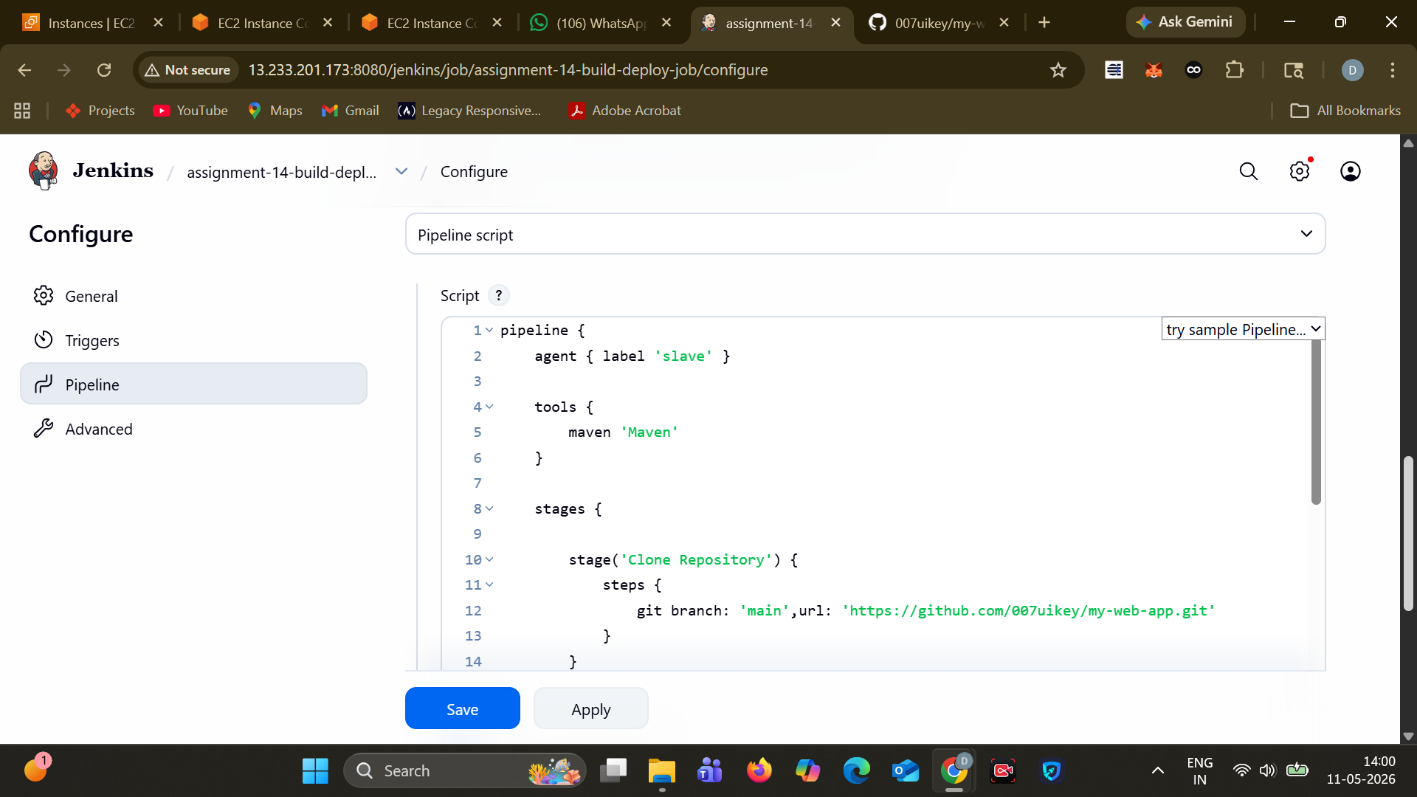 Instances | EC2
EC2 Instance Co
EC2 Instance Co
(106) WhatsApp
assignment-14
007uikey/my-w
Ask Gemini
Not secure
13.233.201.173:8080/jenkins/job/assignment-14-build-deploy-job/configure
D
Projects
YouTube
Maps
Gmail
Legacy Responsive...
Adobe Acrobat
All Bookmarks
Jenkins / assignment-14-build-depl... / Configure
Configure
General
Triggers
Pipeline
Advanced
Pipeline script
Script ?
try sample Pipeline...
1 pipeline {
2 agent { label 'slave' }
3
4 tools {
5 maven 'Maven'
6 }
7
8 stages {
9
10 stage('Clone Repository') {
11 steps {
12 git branch: 'main',url: 'https://github.com/007uikey/my-web-app.git'
13 }
14 }
Save
Apply
1
Search
D
ENG
IN
14:00
11-05-2026